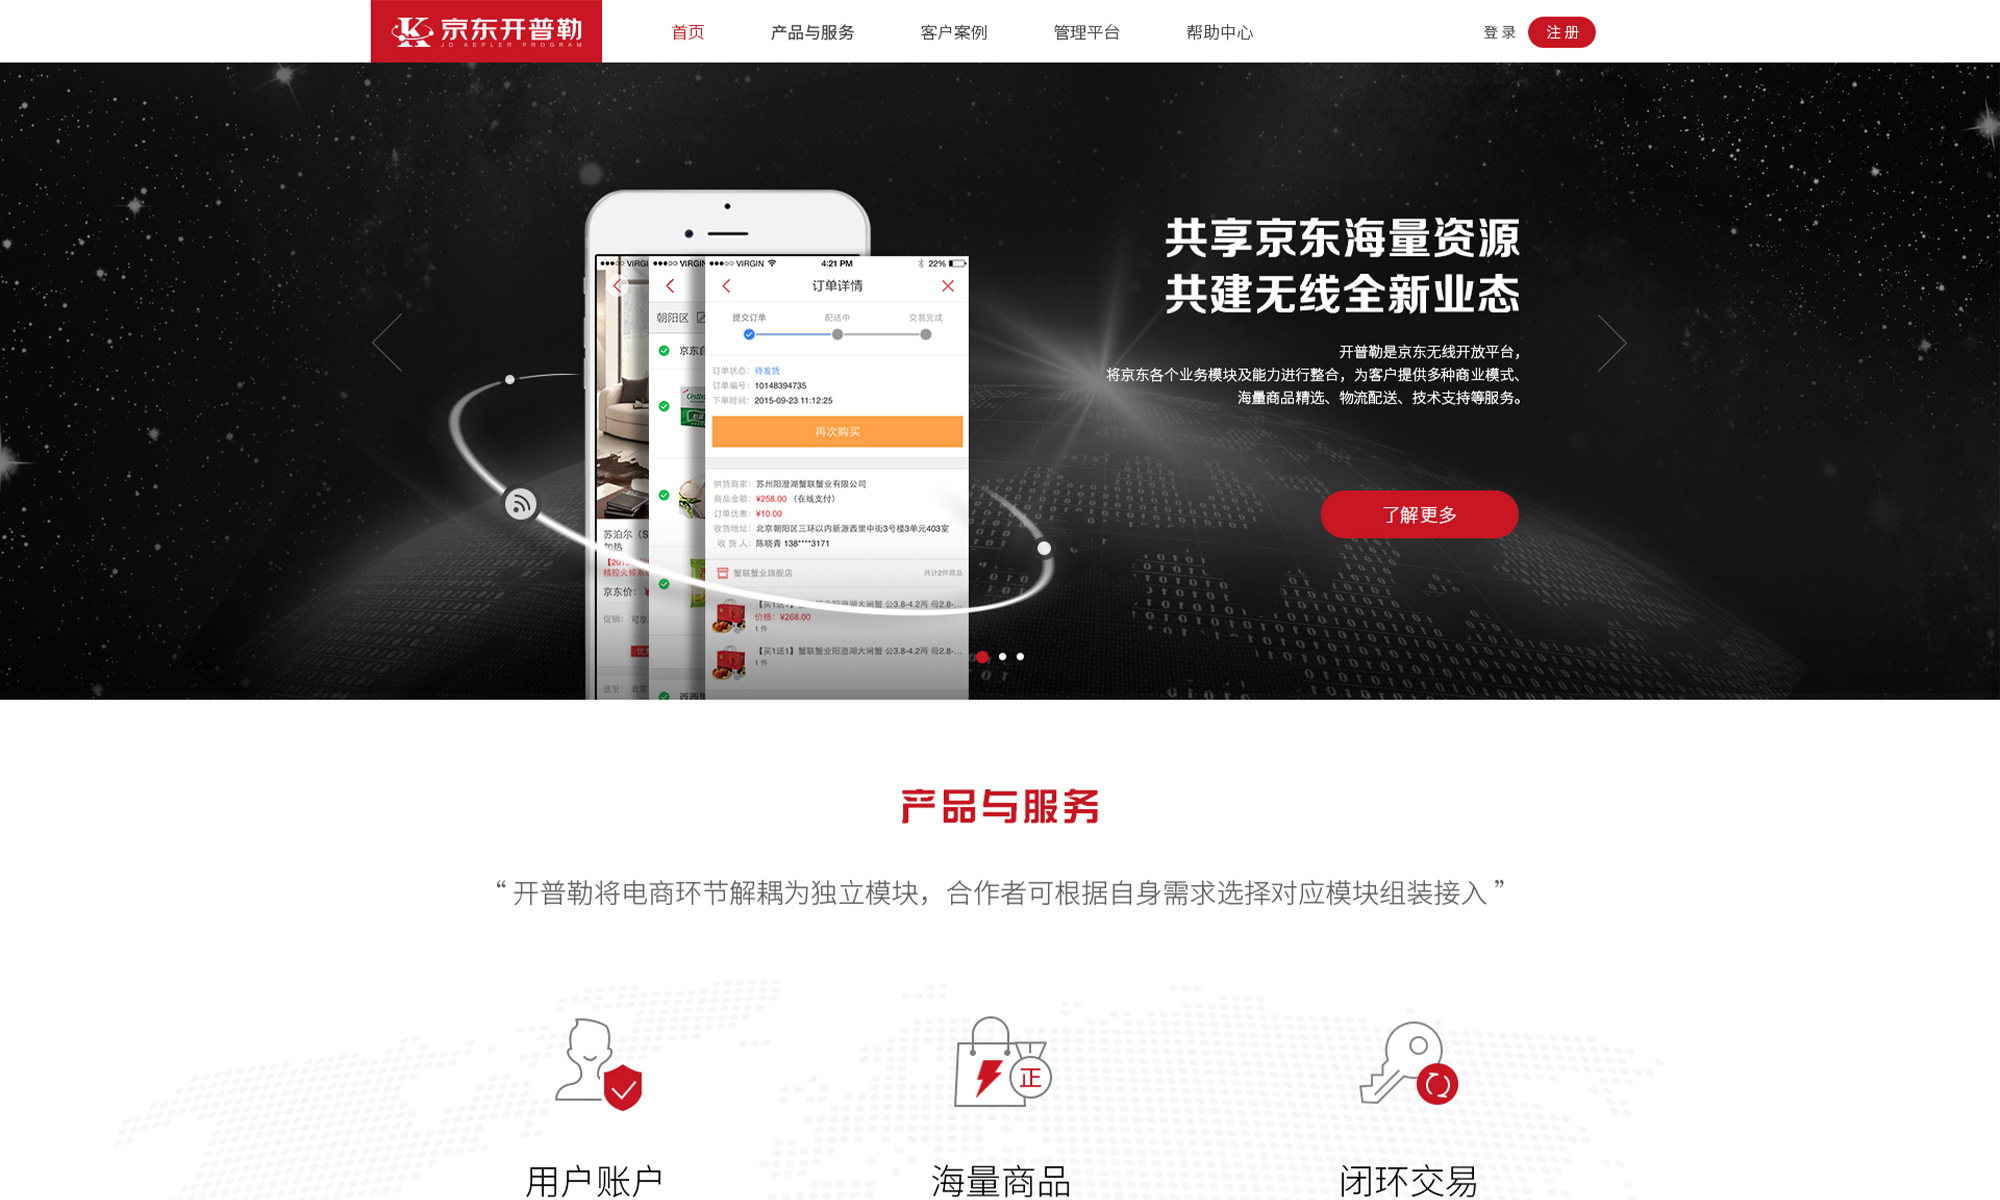 京东开普勒
JD KEPLER PROGRAM
首页
产品与服务
客户案例
管理平台
帮助中心
登录
注册
共享京东海量资源
共建无线全新业态
开普勒是京东无线开放平台，
将京东各个业务模块及能力进行整合，为客户提供多种商业模式、
海量商品精选、物流配送、技术支持等服务。
了解更多
VIRGIN
VIRGIN 4:21 PM 22%
朝阳区
订单详情
提交订单 配送中 交易完成
订单状态： 待发货
订单编号： 10148394735
下单时间： 2015-09-23 11:12:25
再次购买
供货商家： 苏州阳澄湖蟹联蟹业有限公司
商品金额： ¥258.00 （在线支付）
订单优惠： ¥10.00
收货地址： 北京朝阳区三环以内新源西里中街3号楼3单元403室
收 货 人： 陈晓青 138****3171
蟹联蟹业旗舰店 共计2件商品
价格：¥268.00
1 件
【买1送1】蟹联蟹业阳澄湖大闸蟹 公3.8-4.2两 母2.8-...
1 件
苏泊尔（S
加热
京东价：
促销：
送至： 北京
产品与服务
“ 开普勒将电商环节解耦为独立模块，合作者可根据自身需求选择对应模块组装接入 ”
正
用户账户
海量商品
闭环交易